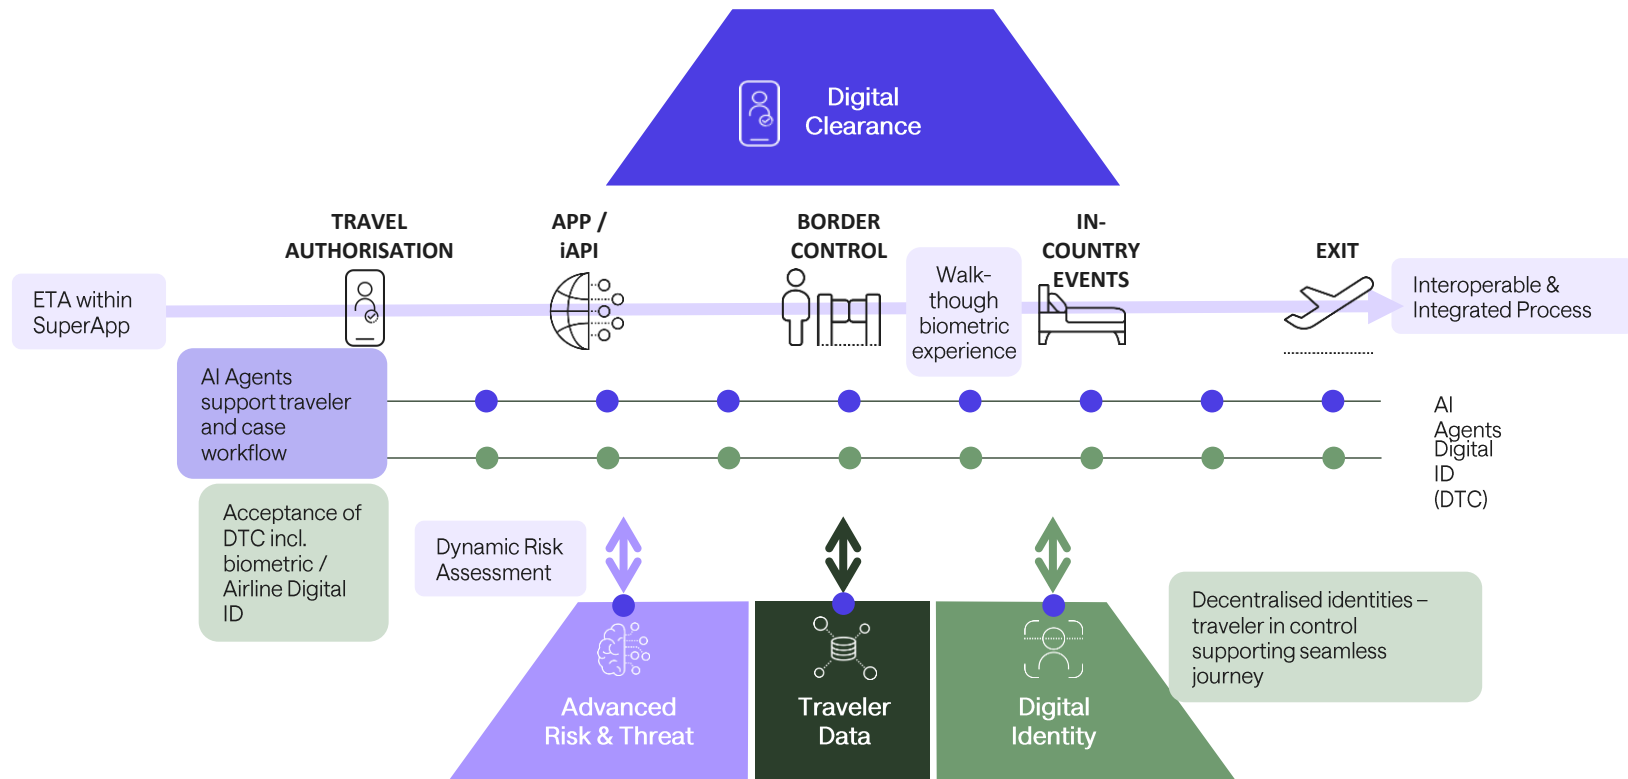 Digital
Clearance
TRAVEL
AUTHORISATION
APP /
iAPI
BORDER
CONTROL
IN-
COUNTRY
EVENTS
EXIT
ETA within
SuperApp
Walk-
though
biometric
experience
Interoperable &
Integrated Process
AI Agents
support traveler
and case
workflow
AI
Agents
Digital
ID
(DTC)
Acceptance of
DTC incl.
biometric /
Airline Digital
ID
Dynamic Risk
Assessment
Decentralised identities –
traveler in control
supporting seamless
journey
Advanced
Risk & Threat
Traveler
Data
Digital
Identity